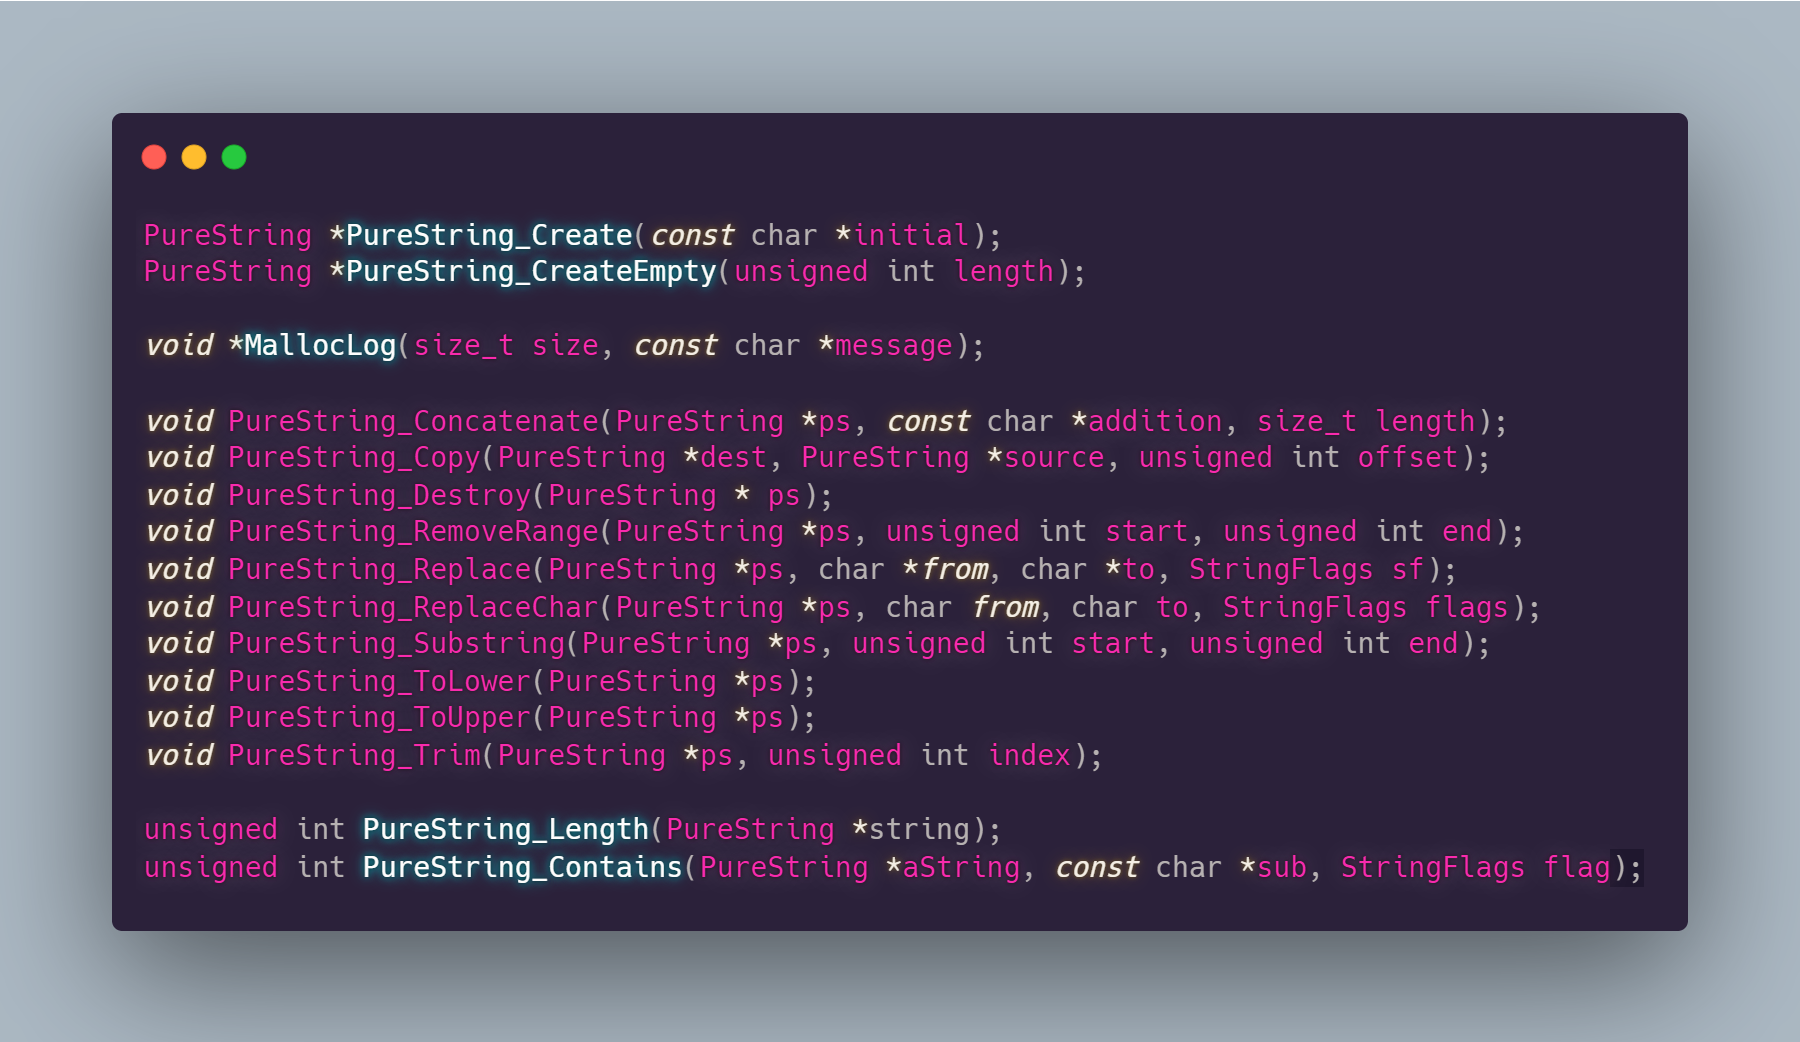 PureString *PureString_Create(const char *initial);
PureString *PureString_CreateEmpty(unsigned int length);
void *MallocLog(size_t size, const char *message);
void PureString_Concatenate(PureString *ps, const char *addition, size_t length);
void PureString_Copy(PureString *dest, PureString *source, unsigned int offset);
void PureString_Destroy(PureString * ps);
void PureString_RemoveRange(PureString *ps, unsigned int start, unsigned int end);
void PureString_Replace(PureString *ps, char *from, char *to, StringFlags sf);
void PureString_ReplaceChar(PureString *ps, char from, char to, StringFlags flags);
void PureString_Substring(PureString *ps, unsigned int start, unsigned int end);
void PureString_ToLower(PureString *ps);
void PureString_ToUpper(PureString *ps);
void PureString_Trim(PureString *ps, unsigned int index);
unsigned int PureString_Length(PureString *string);
unsigned int PureString_Contains(PureString *aString, const char *sub, StringFlags flag);